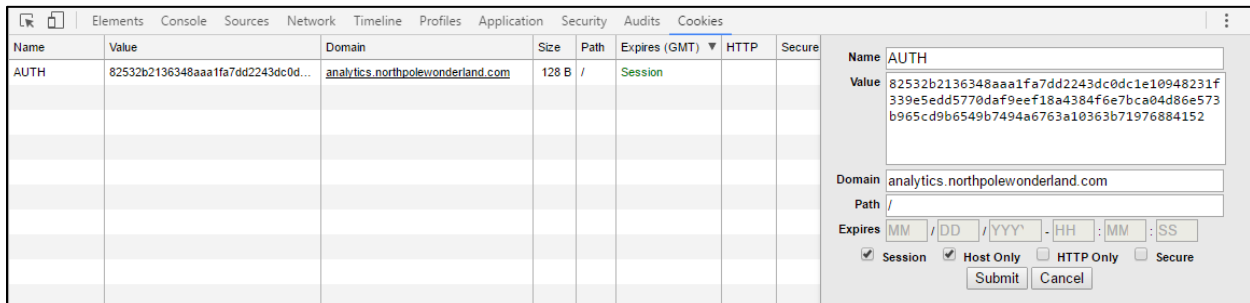 Elements Console Sources Network Timeline Profiles Application Security Audits Cookies
Name Value Domain Size Path Expires (GMT) ▼ HTTP Secure
AUTH 82532b2136348aaa1fa7dd2243dc0d... analytics.northpolewonderland.com 128 B / Session
Name AUTH
Value 82532b2136348aaa1fa7dd2243dc0dc1e10948231f
339e5edd5770daf9eef18a4384f6e7bca04d86e573
b965cd9b6549b7494a6763a10363b71976884152
Domain analytics.northpolewonderland.com
Path /
Expires MM / DD / YYYY - HH : MM : SS
Session Host Only HTTP Only Secure
Submit Cancel